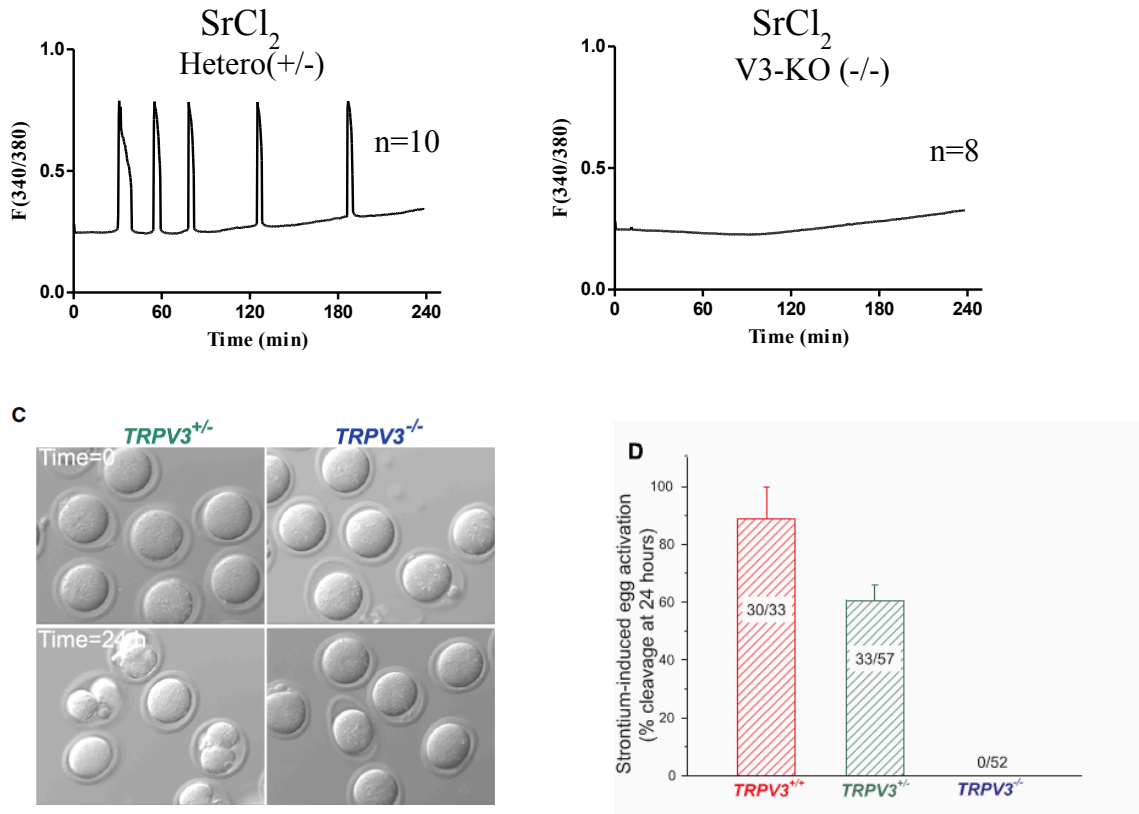 SrCl2
Hetero(+/-)
n=10
1.0
0.5
0.0
F(340/380)
0
60
120
180
240
Time (min)
SrCl2
V3-KO (-/-)
n=8
1.0
0.5
0.0
F(340/380)
0
60
120
180
240
Time (min)
C
TRPV3+/-
TRPV3-/-
Time=0
Time=24 h
D
Strontium-induced egg activation
(% cleavage at 24 hours)
100
80
60
40
20
0
30/33
33/57
0/52
TRPV3+/+
TRPV3+/-
TRPV3-/-